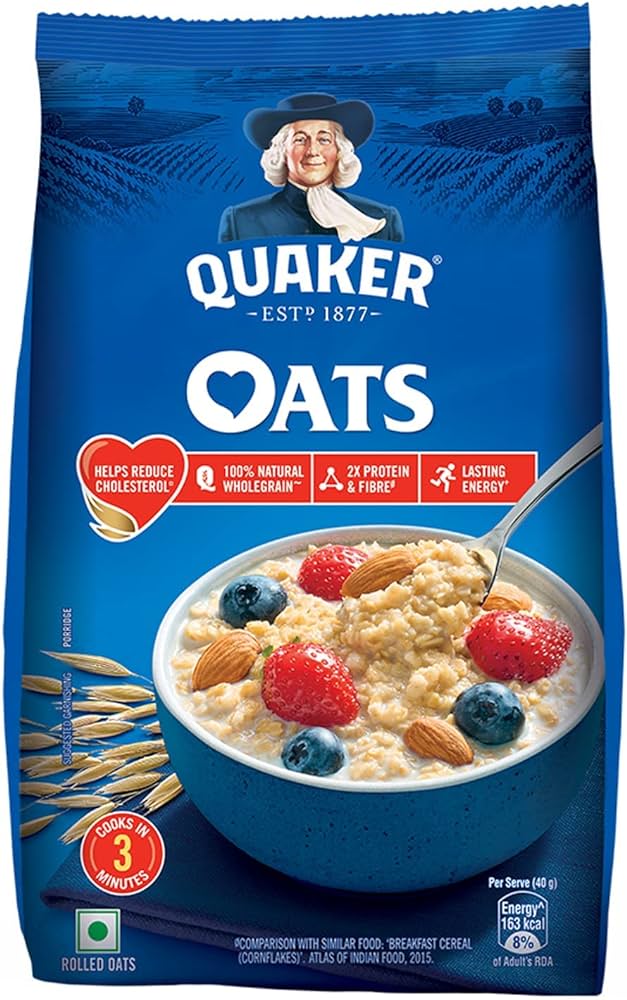 QUAKER®
-ESTᴰ 1877-
OATS
HELPS REDUCE
CHOLESTEROL¤
100% NATURAL
WHOLEGRAIN~
2X PROTEIN
& FIBRE#
LASTING
ENERGY+
PORRIDGE
SUGGESTED GARNISHING
COOKS IN
3
MINUTES
ROLLED OATS
Per Serve (40 g)
Energy^
163 kcal
8%
of Adult's RDA
#COMPARISON WITH SIMILAR FOOD: 'BREAKFAST CEREAL
(CORNFLAKES)'. ATLAS OF INDIAN FOOD, 2015.